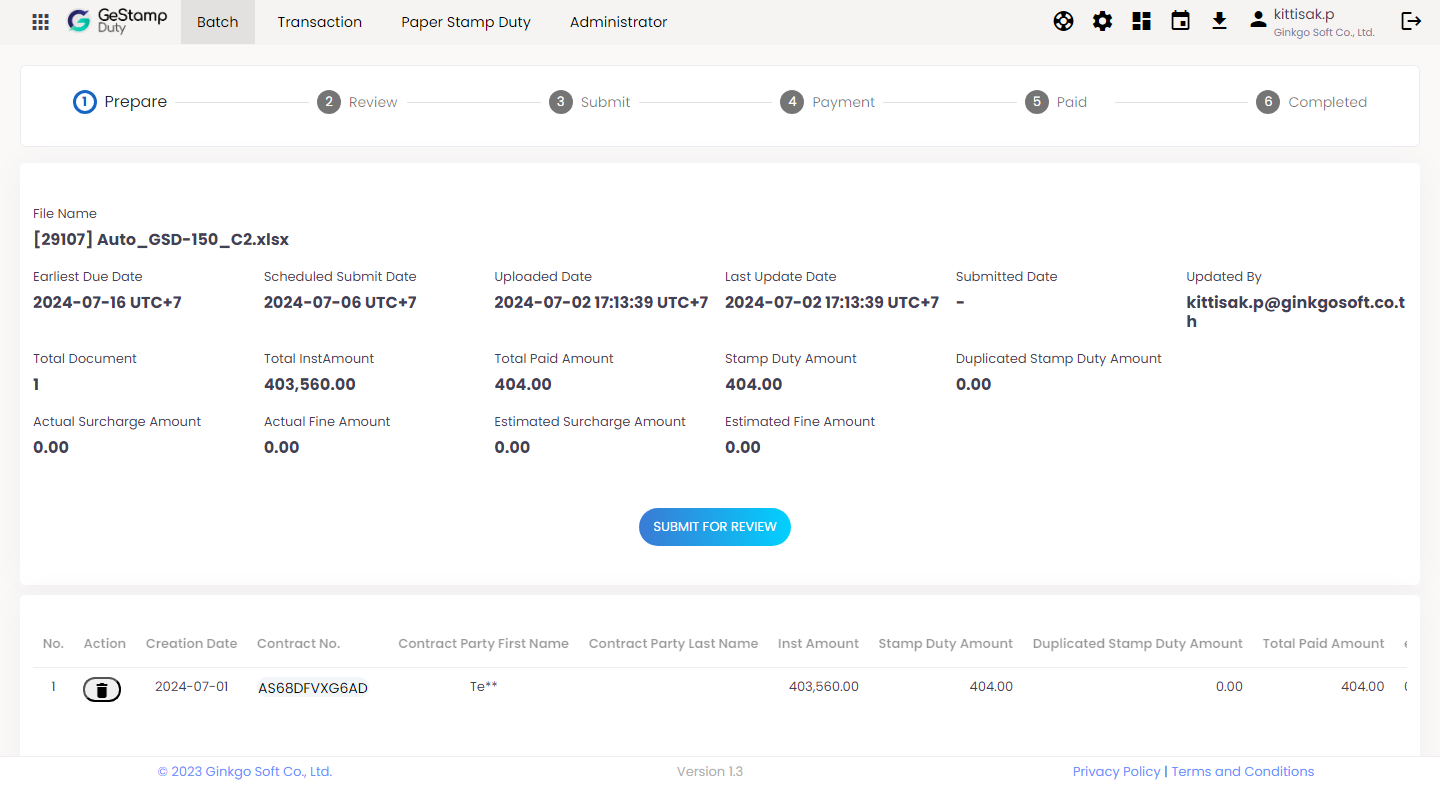 GeStamp
Duty
Batch
Transaction
Paper Stamp Duty
Administrator
kittisak.p
Ginkgo Soft Co., Ltd.
1 Prepare
2 Review
3 Submit
4 Payment
5 Paid
6 Completed
File Name
[29107] Auto_GSD-150_C2.xlsx
Earliest Due Date
2024-07-16 UTC+7
Scheduled Submit Date
2024-07-06 UTC+7
Uploaded Date
2024-07-02 17:13:39 UTC+7
Last Update Date
2024-07-02 17:13:39 UTC+7
Submitted Date
-
Updated By
kittisak.p@ginkgosoft.co.t
h
Total Document
1
Total InstAmount
403,560.00
Total Paid Amount
404.00
Stamp Duty Amount
404.00
Duplicated Stamp Duty Amount
0.00
Actual Surcharge Amount
0.00
Actual Fine Amount
0.00
Estimated Surcharge Amount
0.00
Estimated Fine Amount
0.00
SUBMIT FOR REVIEW
No. Action Creation Date Contract No. Contract Party First Name Contract Party Last Name Inst Amount Stamp Duty Amount Duplicated Stamp Duty Amount Total Paid Amount
1 2024-07-01 AS68DFVXG6AD Te** 403,560.00 404.00 0.00 404.00
© 2023 Ginkgo Soft Co., Ltd.
Version 1.3
Privacy Policy | Terms and Conditions